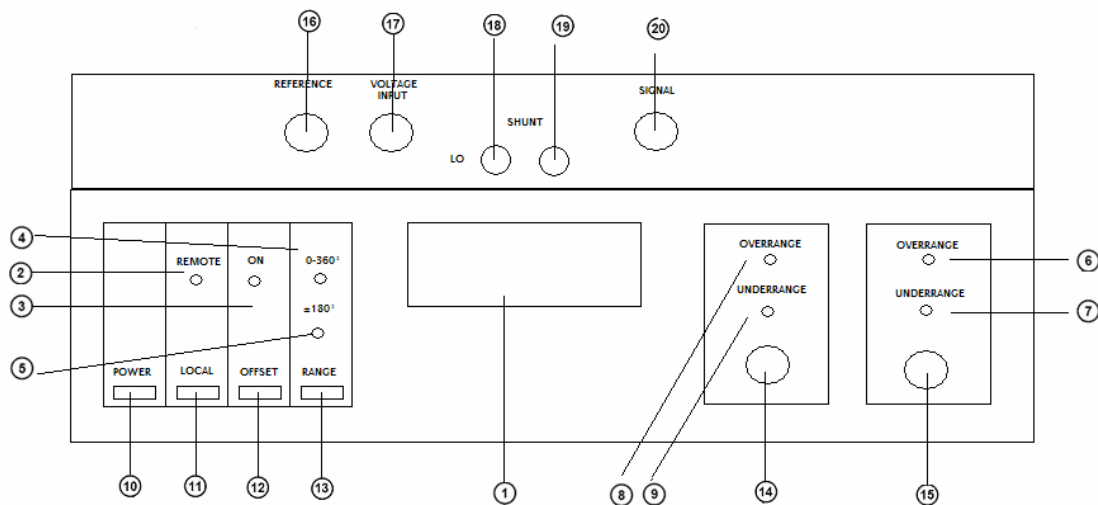 16
17
18
19
20
REFERENCE
VOLTAGE
INPUT
SIGNAL
SHUNT
LO
4
2
3
5
REMOTE
ON
0-360°
±180°
POWER
LOCAL
OFFSET
RANGE
OVERRANGE
UNDERRANGE
OVERRANGE
UNDERRANGE
6
7
10
11
12
13
1
8
9
14
15